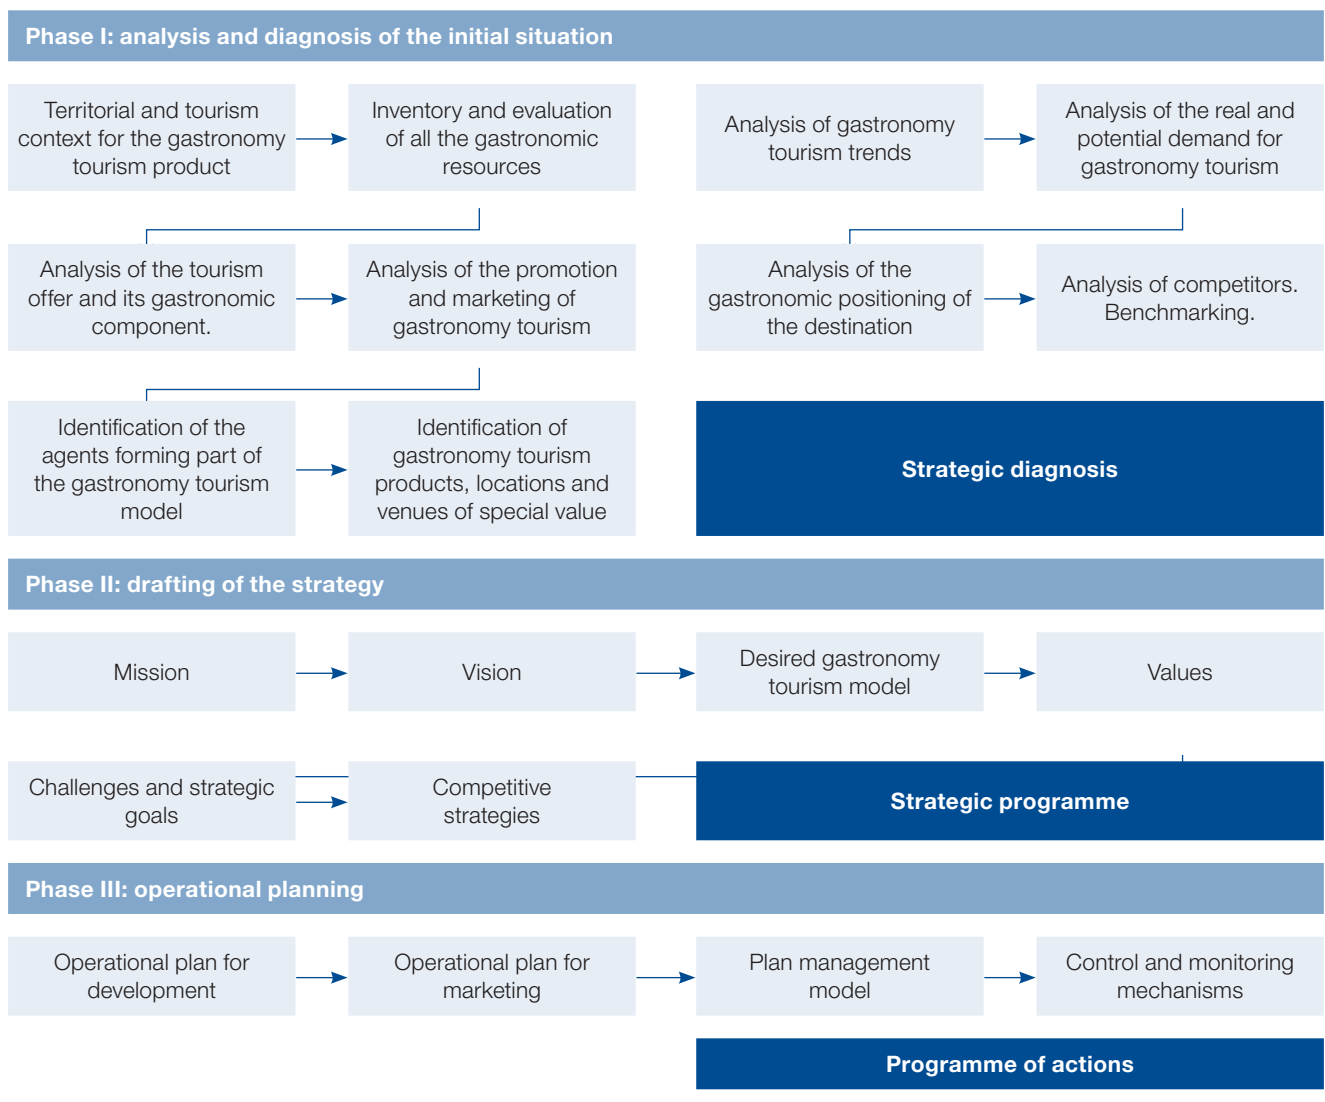 Phase I: analysis and diagnosis of the initial situation
Territorial and tourism
context for the gastronomy
tourism product
Inventory and evaluation
of all the gastronomic
resources
Analysis of gastronomy
tourism trends
Analysis of the real and
potential demand for
gastronomy tourism
Analysis of the tourism
offer and its gastronomic
component.
Analysis of the promotion
and marketing of
gastronomy tourism
Analysis of the
gastronomic positioning of
the destination
Analysis of competitors.
Benchmarking.
Identification of the
agents forming part of
the gastronomy tourism
model
Identification of
gastronomy tourism
products, locations and
venues of special value
Strategic diagnosis
Phase II: drafting of the strategy
Mission
Vision
Desired gastronomy
tourism model
Values
Challenges and strategic
goals
Competitive
strategies
Strategic programme
Phase III: operational planning
Operational plan for
development
Operational plan for
marketing
Plan management
model
Control and monitoring
mechanisms
Programme of actions